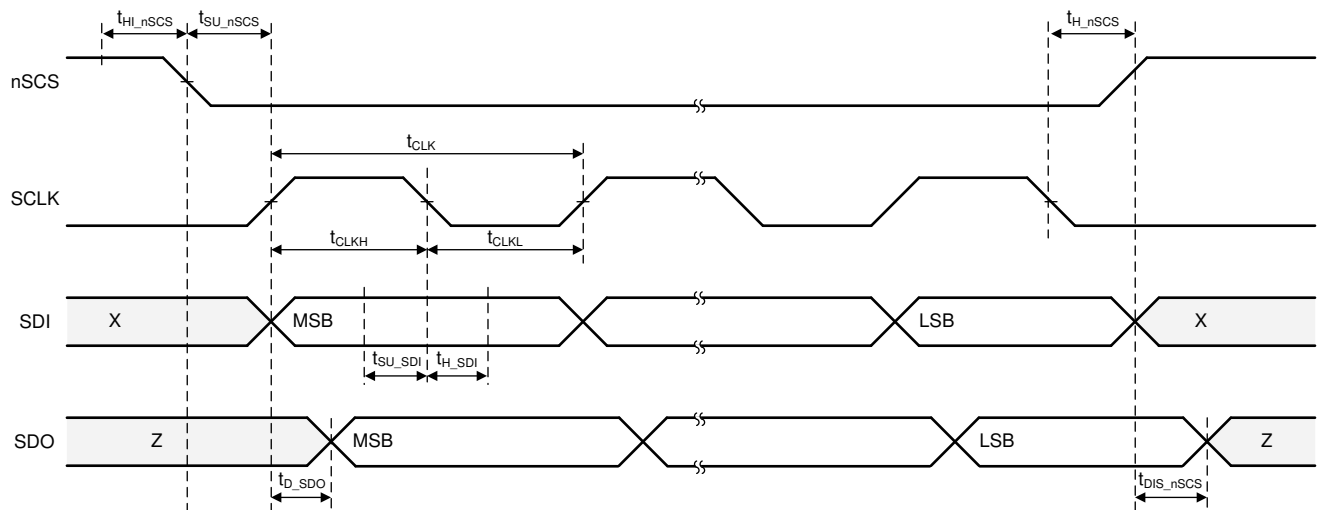 tHI_nSCS tSU_nSCS tH_nSCS
nSCS
tCLK
SCLK
tCLKH tCLKL
SDI X MSB LSB X
tSU_SDI tH_SDI
SDO Z MSB LSB Z
tD_SDO tDIS_nSCS